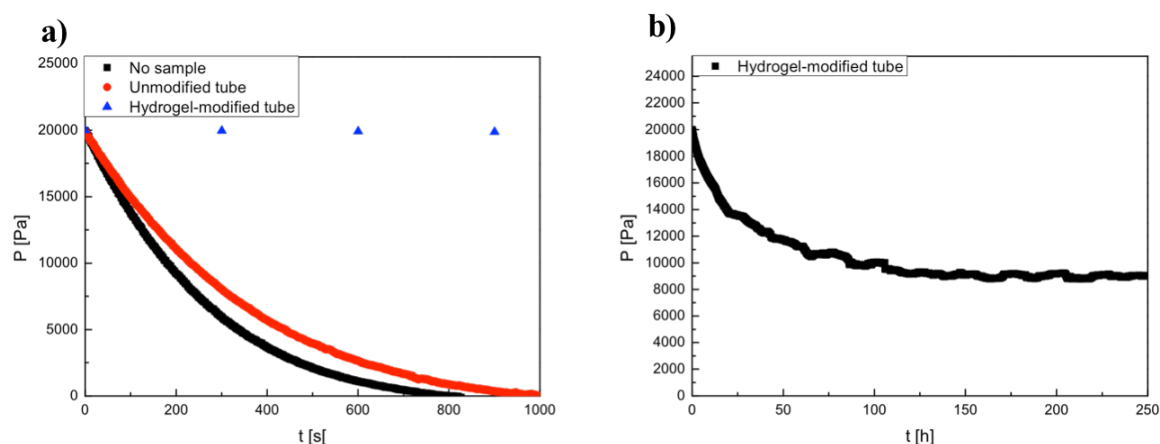 a)
No sample
Unmodified tube
Hydrogel-modified tube
25000
20000
15000
10000
5000
0
P [Pa]
0 200 400 600 800 1000
t [s[
b)
Hydrogel-modified tube
24000
22000
20000
18000
16000
14000
12000
10000
8000
6000
4000
2000
0
P [Pa]
0 50 100 150 200 250
t [h]